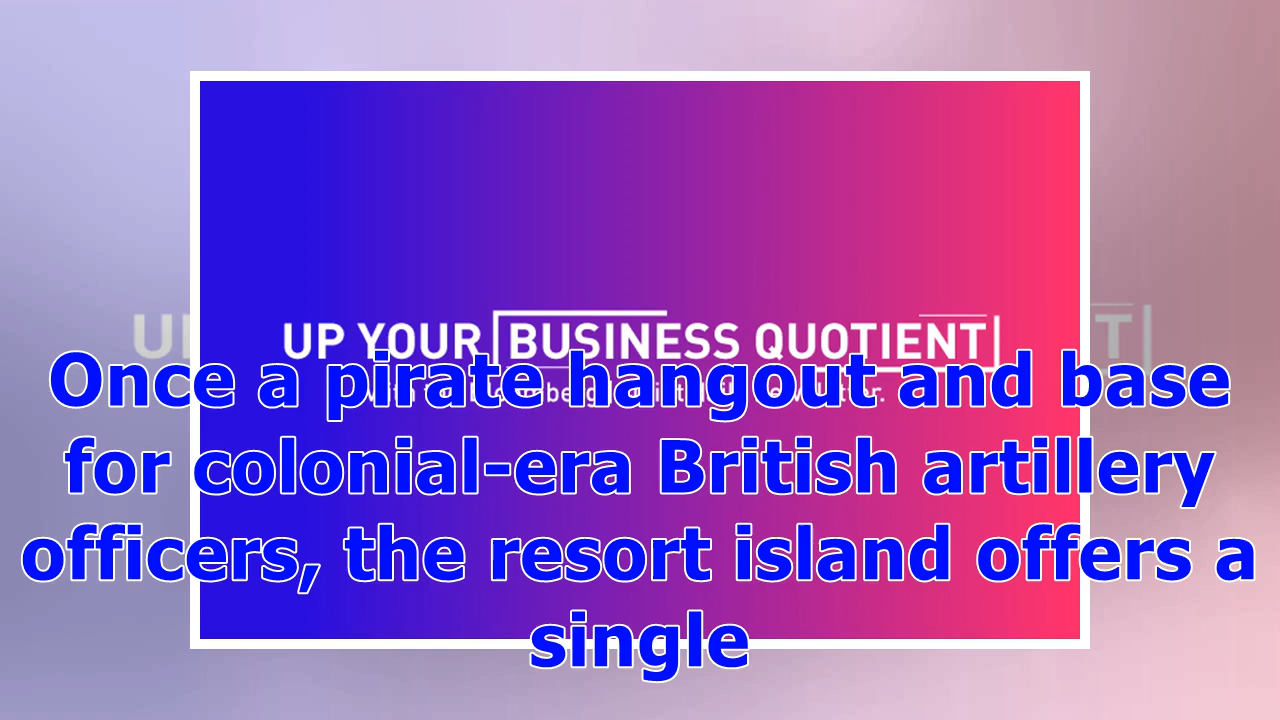 UP YOUR BUSINESS QUOTIENT
Once a pirate hangout and base
for colonial-era British artillery
officers, the resort island offers a
single